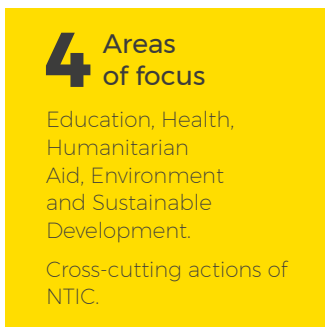 4 Areas
of focus
Education, Health,
Humanitarian
Aid, Environment
and Sustainable
Development.
Cross-cutting actions of
NTIC.